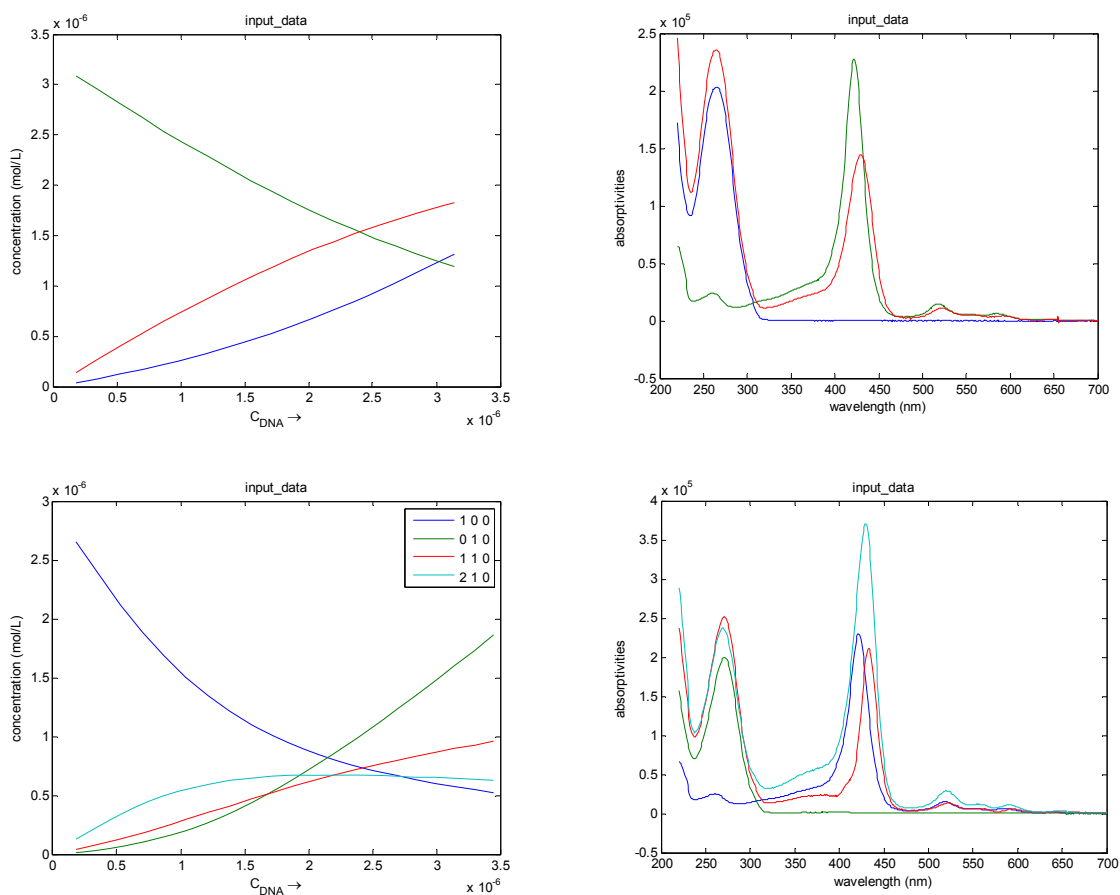 input_data
x 10^-6
3.5
3
2.5
2
1.5
1
0.5
0
concentration (mol/L)
0 0.5 1 1.5 2 2.5 3 3.5
C_DNA →
x 10^-6
input_data
x 10^5
2.5
2
1.5
1
0.5
0
-0.5
absorptivities
200 250 300 350 400 450 500 550 600 650 700
wavelength (nm)
input_data
x 10^-6
3
2.5
2
1.5
1
0.5
0
concentration (mol/L)
1 0 0
0 1 0
1 1 0
2 1 0
0 0.5 1 1.5 2 2.5 3 3.5
C_DNA →
x 10^-6
input_data
x 10^5
4
3.5
3
2.5
2
1.5
1
0.5
0
-0.5
absorptivities
200 250 300 350 400 450 500 550 600 650 700
wavelength (nm)